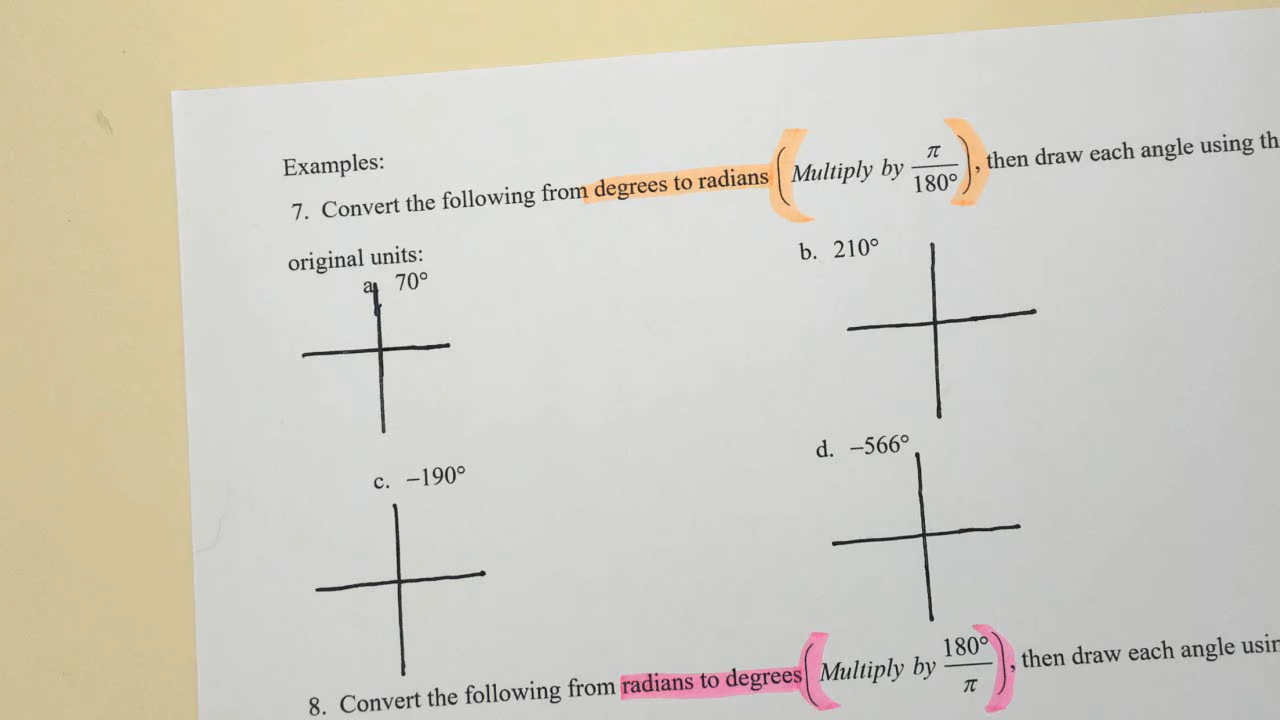 Examples:
7. Convert the following from degrees to radians (Multiply by π/180°), then draw each angle using
original units:
a. 70°
b. 210°
c. −190°
d. −566°
8. Convert the following from radians to degrees (Multiply by 180°/π), then draw each angle